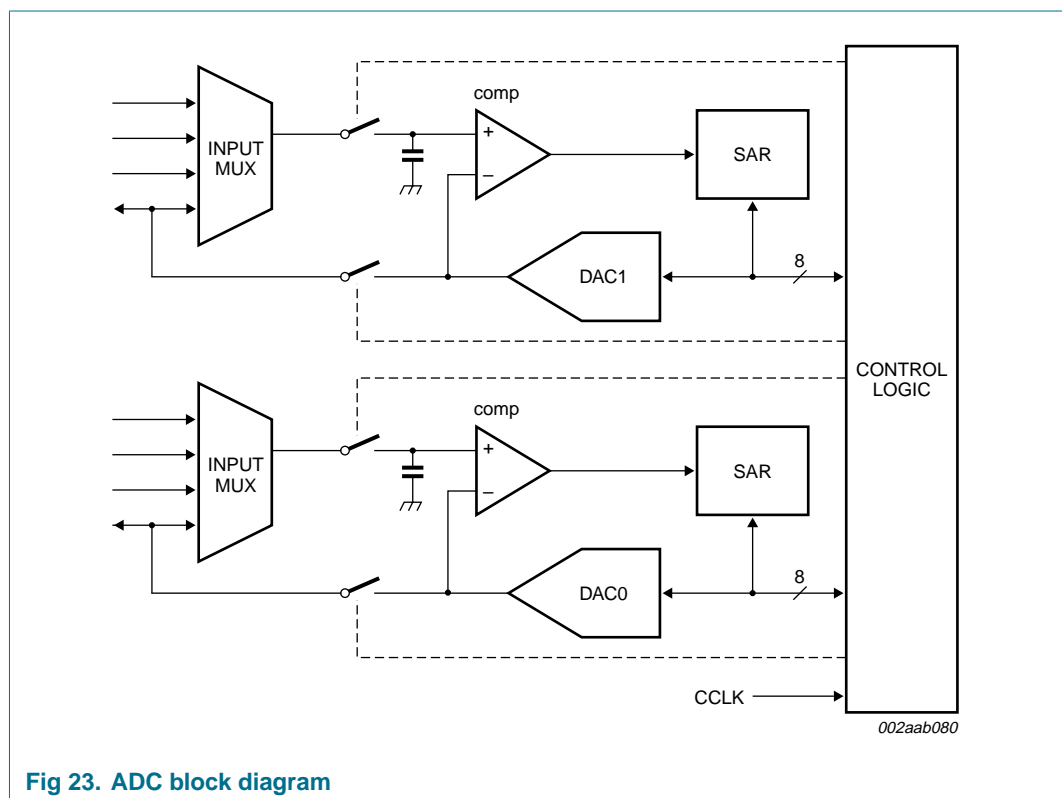 comp
INPUT
MUX
+
−
SAR
DAC1
8
CONTROL
LOGIC
comp
INPUT
MUX
+
−
SAR
DAC0
8
CCLK
002aab080
Fig 23. ADC block diagram